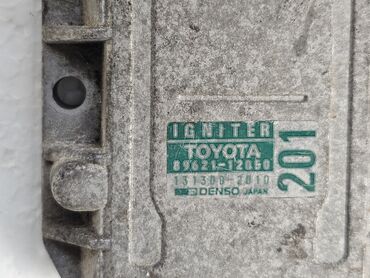 IGNITER
TOYOTA
89621-12050
131300-2010
DENSO JAPAN
201